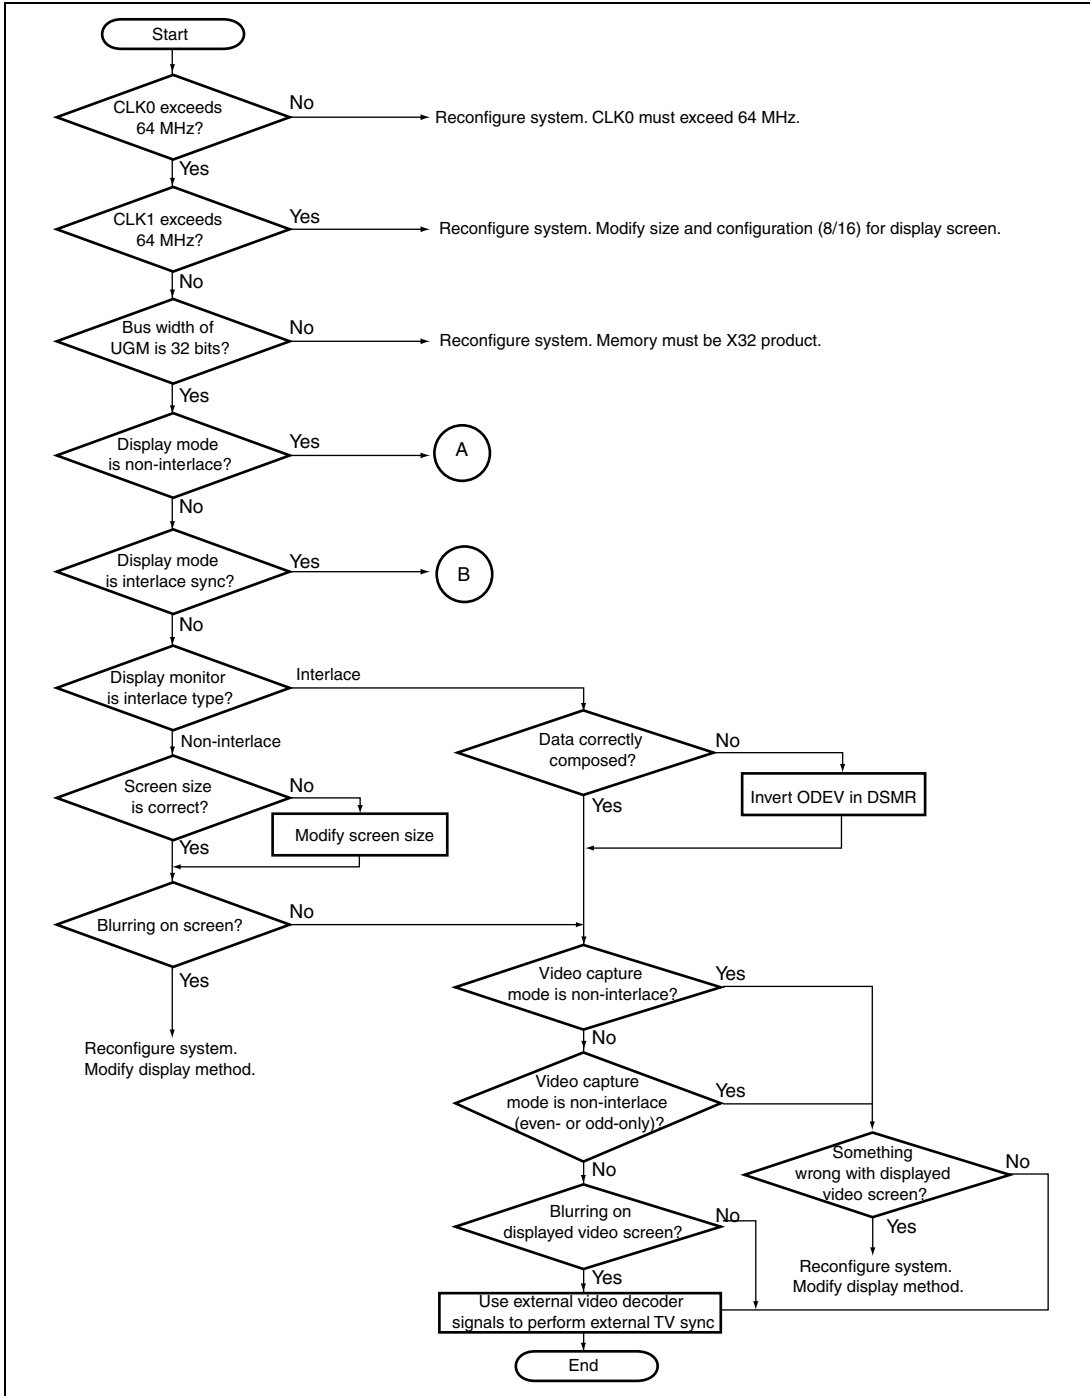 Start
CLK0 exceeds
64 MHz?
No
Reconfigure system. CLK0 must exceed 64 MHz.
Yes
CLK1 exceeds
64 MHz?
Yes
Reconfigure system. Modify size and configuration (8/16) for display screen.
No
Bus width of
UGM is 32 bits?
No
Reconfigure system. Memory must be X32 product.
Yes
Display mode
is non-interlace?
Yes
A
No
Display mode
is interlace sync?
Yes
B
No
Display monitor
is interlace type?
Interlace
Non-interlace
Data correctly
composed?
No
Invert ODEV in DSMR
Yes
Screen size
is correct?
No
Modify screen size
Yes
Blurring on screen?
No
Yes
Reconfigure system.
Modify display method.
Video capture
mode is non-interlace?
Yes
No
Video capture
mode is non-interlace
(even- or odd-only)?
Yes
No
Something
wrong with displayed
video screen?
No
Yes
Reconfigure system.
Modify display method.
Blurring on
displayed video screen?
No
Yes
Use external video decoder
signals to perform external TV sync
End